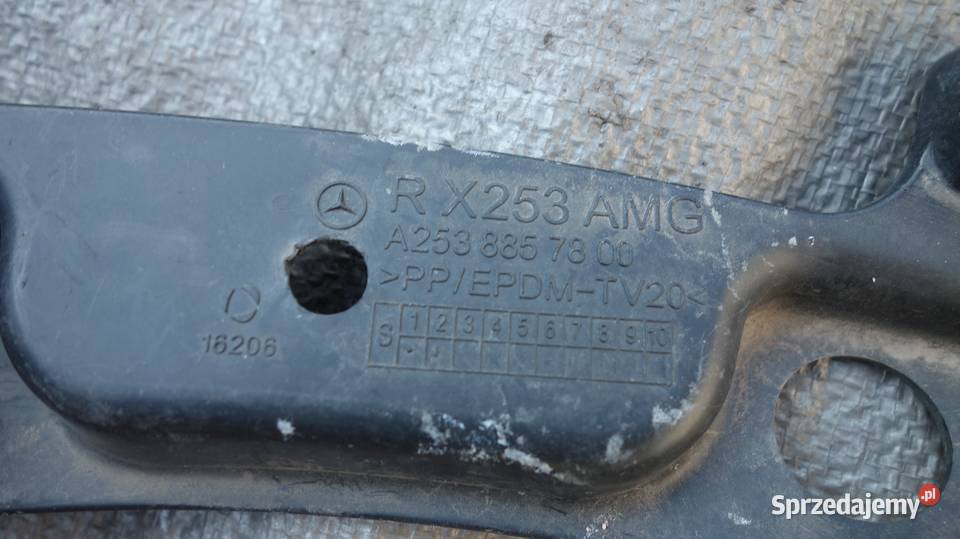 R X253 AMG
A253 885 78 00
>PP/EPDM-TV20<
S 1 2 3 4 5 6 7 8 9 10
16206
Sprzedajemy.pl